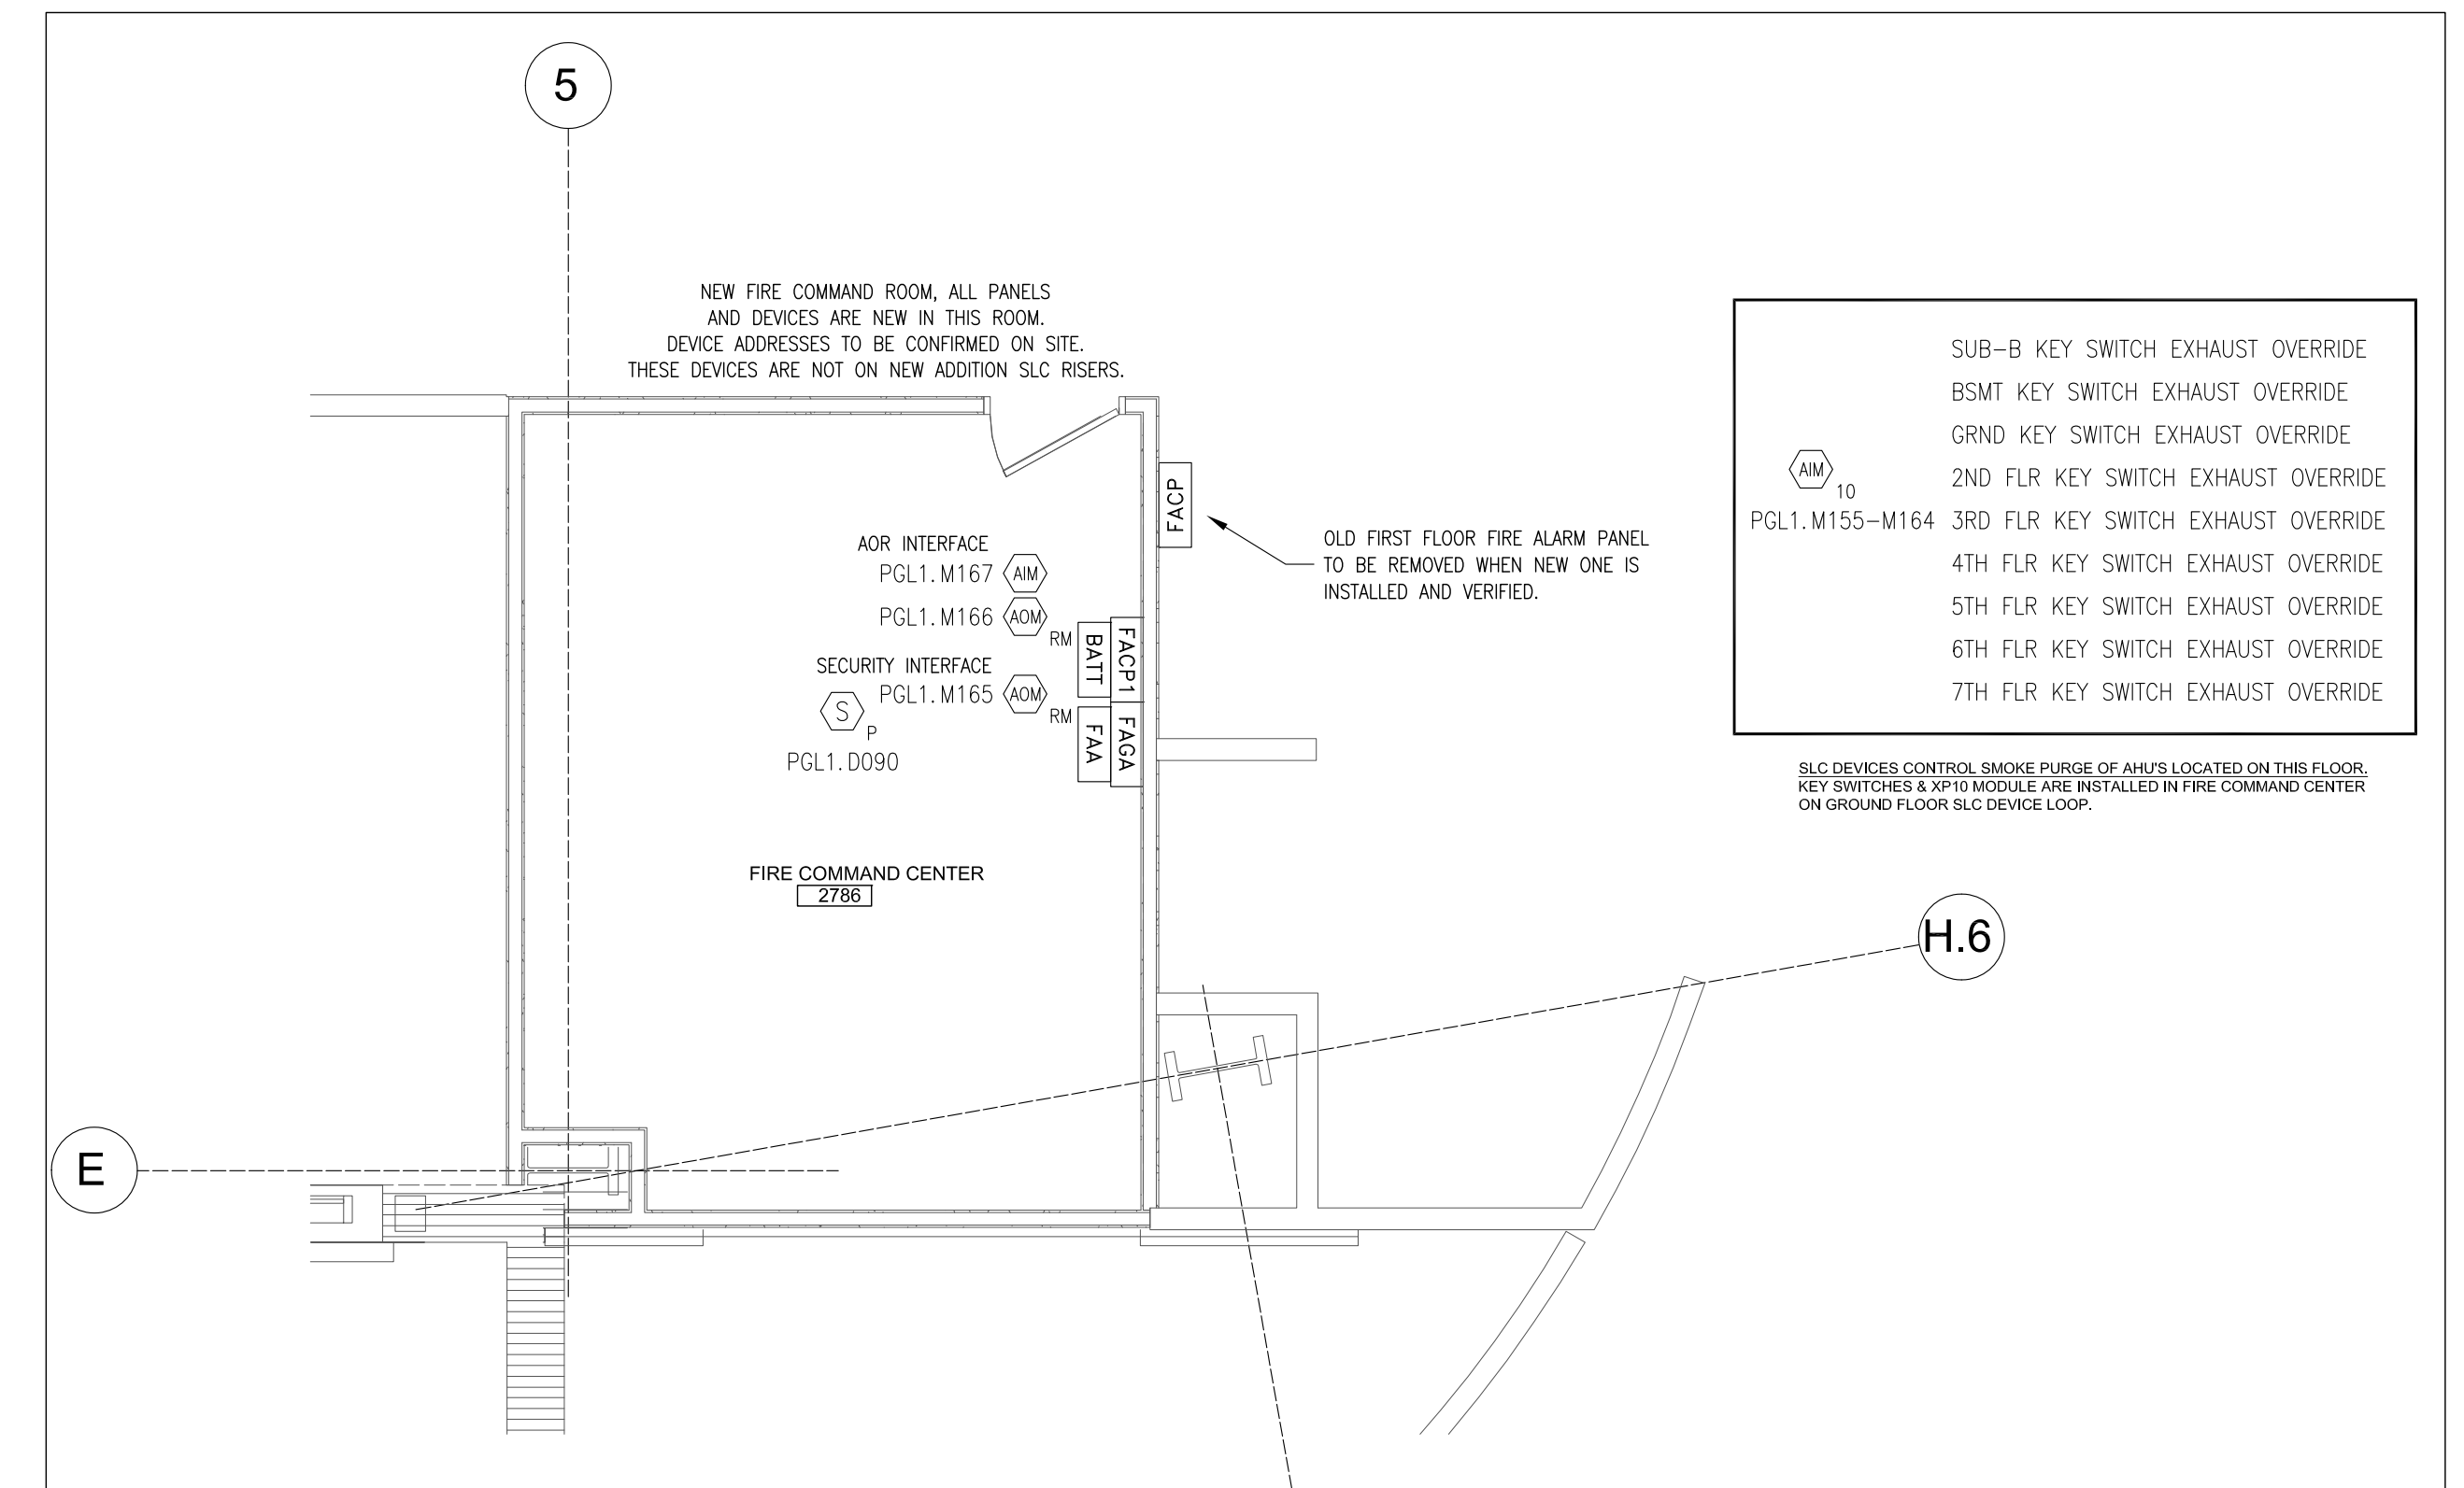 5
NEW FIRE COMMAND ROOM, ALL PANELS
AND DEVICES ARE NEW IN THIS ROOM.
DEVICE ADDRESSES TO BE CONFIRMED ON SITE.
THESE DEVICES ARE NOT ON NEW ADDITION SLC RISERS.
FACP
OLD FIRST FLOOR FIRE ALARM PANEL
TO BE REMOVED WHEN NEW ONE IS
INSTALLED AND VERIFIED.
AOR INTERFACE
PGL1.M167 AIM
PGL1.M166 AOM
RM
SECURITY INTERFACE
PGL1.M165 AOM
RM
S
P
PGL1.D090
BATT
FACP1
FAA
FAGA
FIRE COMMAND CENTER
2786
SUB-B KEY SWITCH EXHAUST OVERRIDE
BSMT KEY SWITCH EXHAUST OVERRIDE
GRND KEY SWITCH EXHAUST OVERRIDE
AIM
10
2ND FLR KEY SWITCH EXHAUST OVERRIDE
PGL1.M155-M164 3RD FLR KEY SWITCH EXHAUST OVERRIDE
4TH FLR KEY SWITCH EXHAUST OVERRIDE
5TH FLR KEY SWITCH EXHAUST OVERRIDE
6TH FLR KEY SWITCH EXHAUST OVERRIDE
7TH FLR KEY SWITCH EXHAUST OVERRIDE
SLC DEVICES CONTROL SMOKE PURGE OF AHU'S LOCATED ON THIS FLOOR.
KEY SWITCHES & XP10 MODULE ARE INSTALLED IN FIRE COMMAND CENTER
ON GROUND FLOOR SLC DEVICE LOOP.
H.6
E